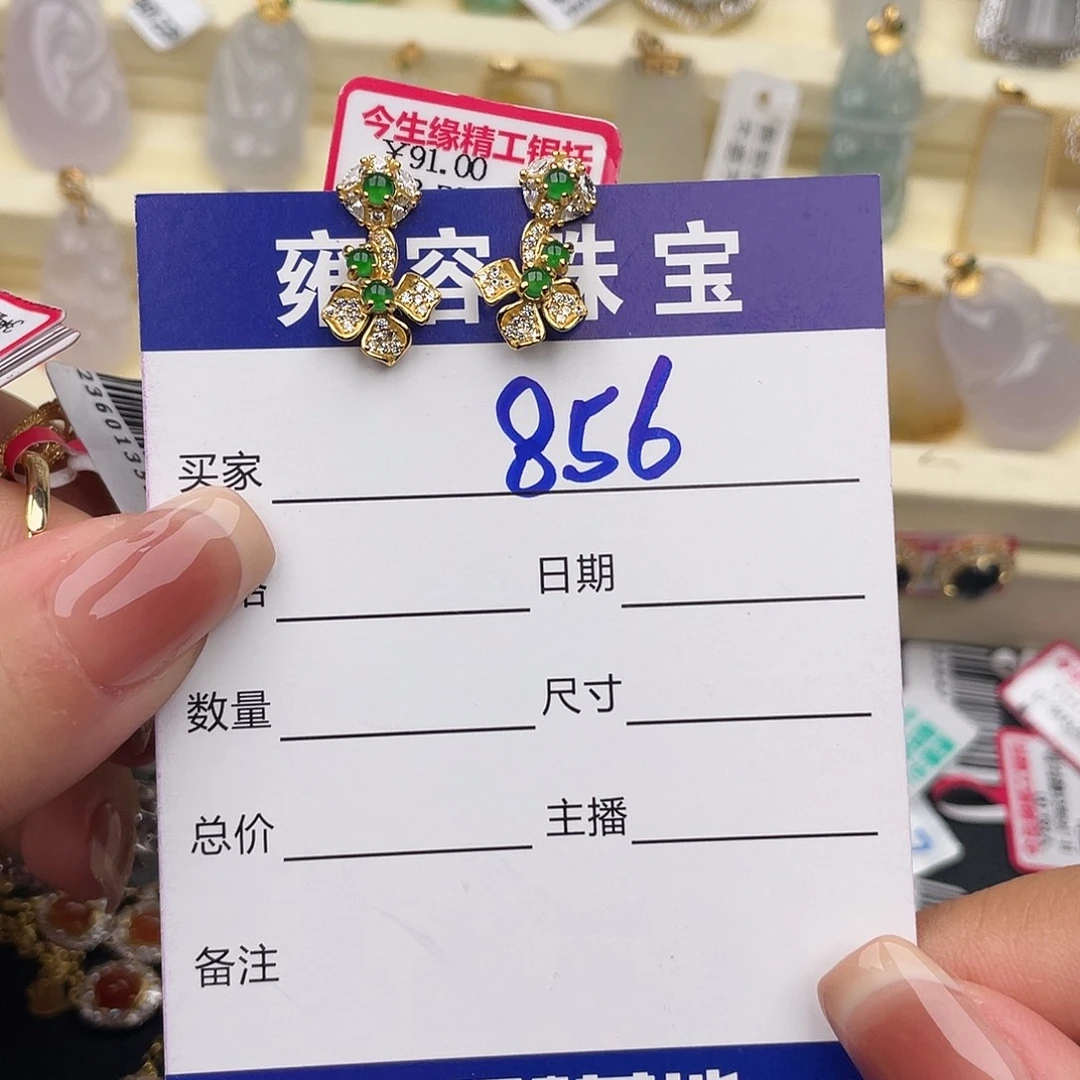 今生缘精工银托
¥91.00
雍容珠宝
856
买家
日期
数量
尺寸
总价
主播
备注